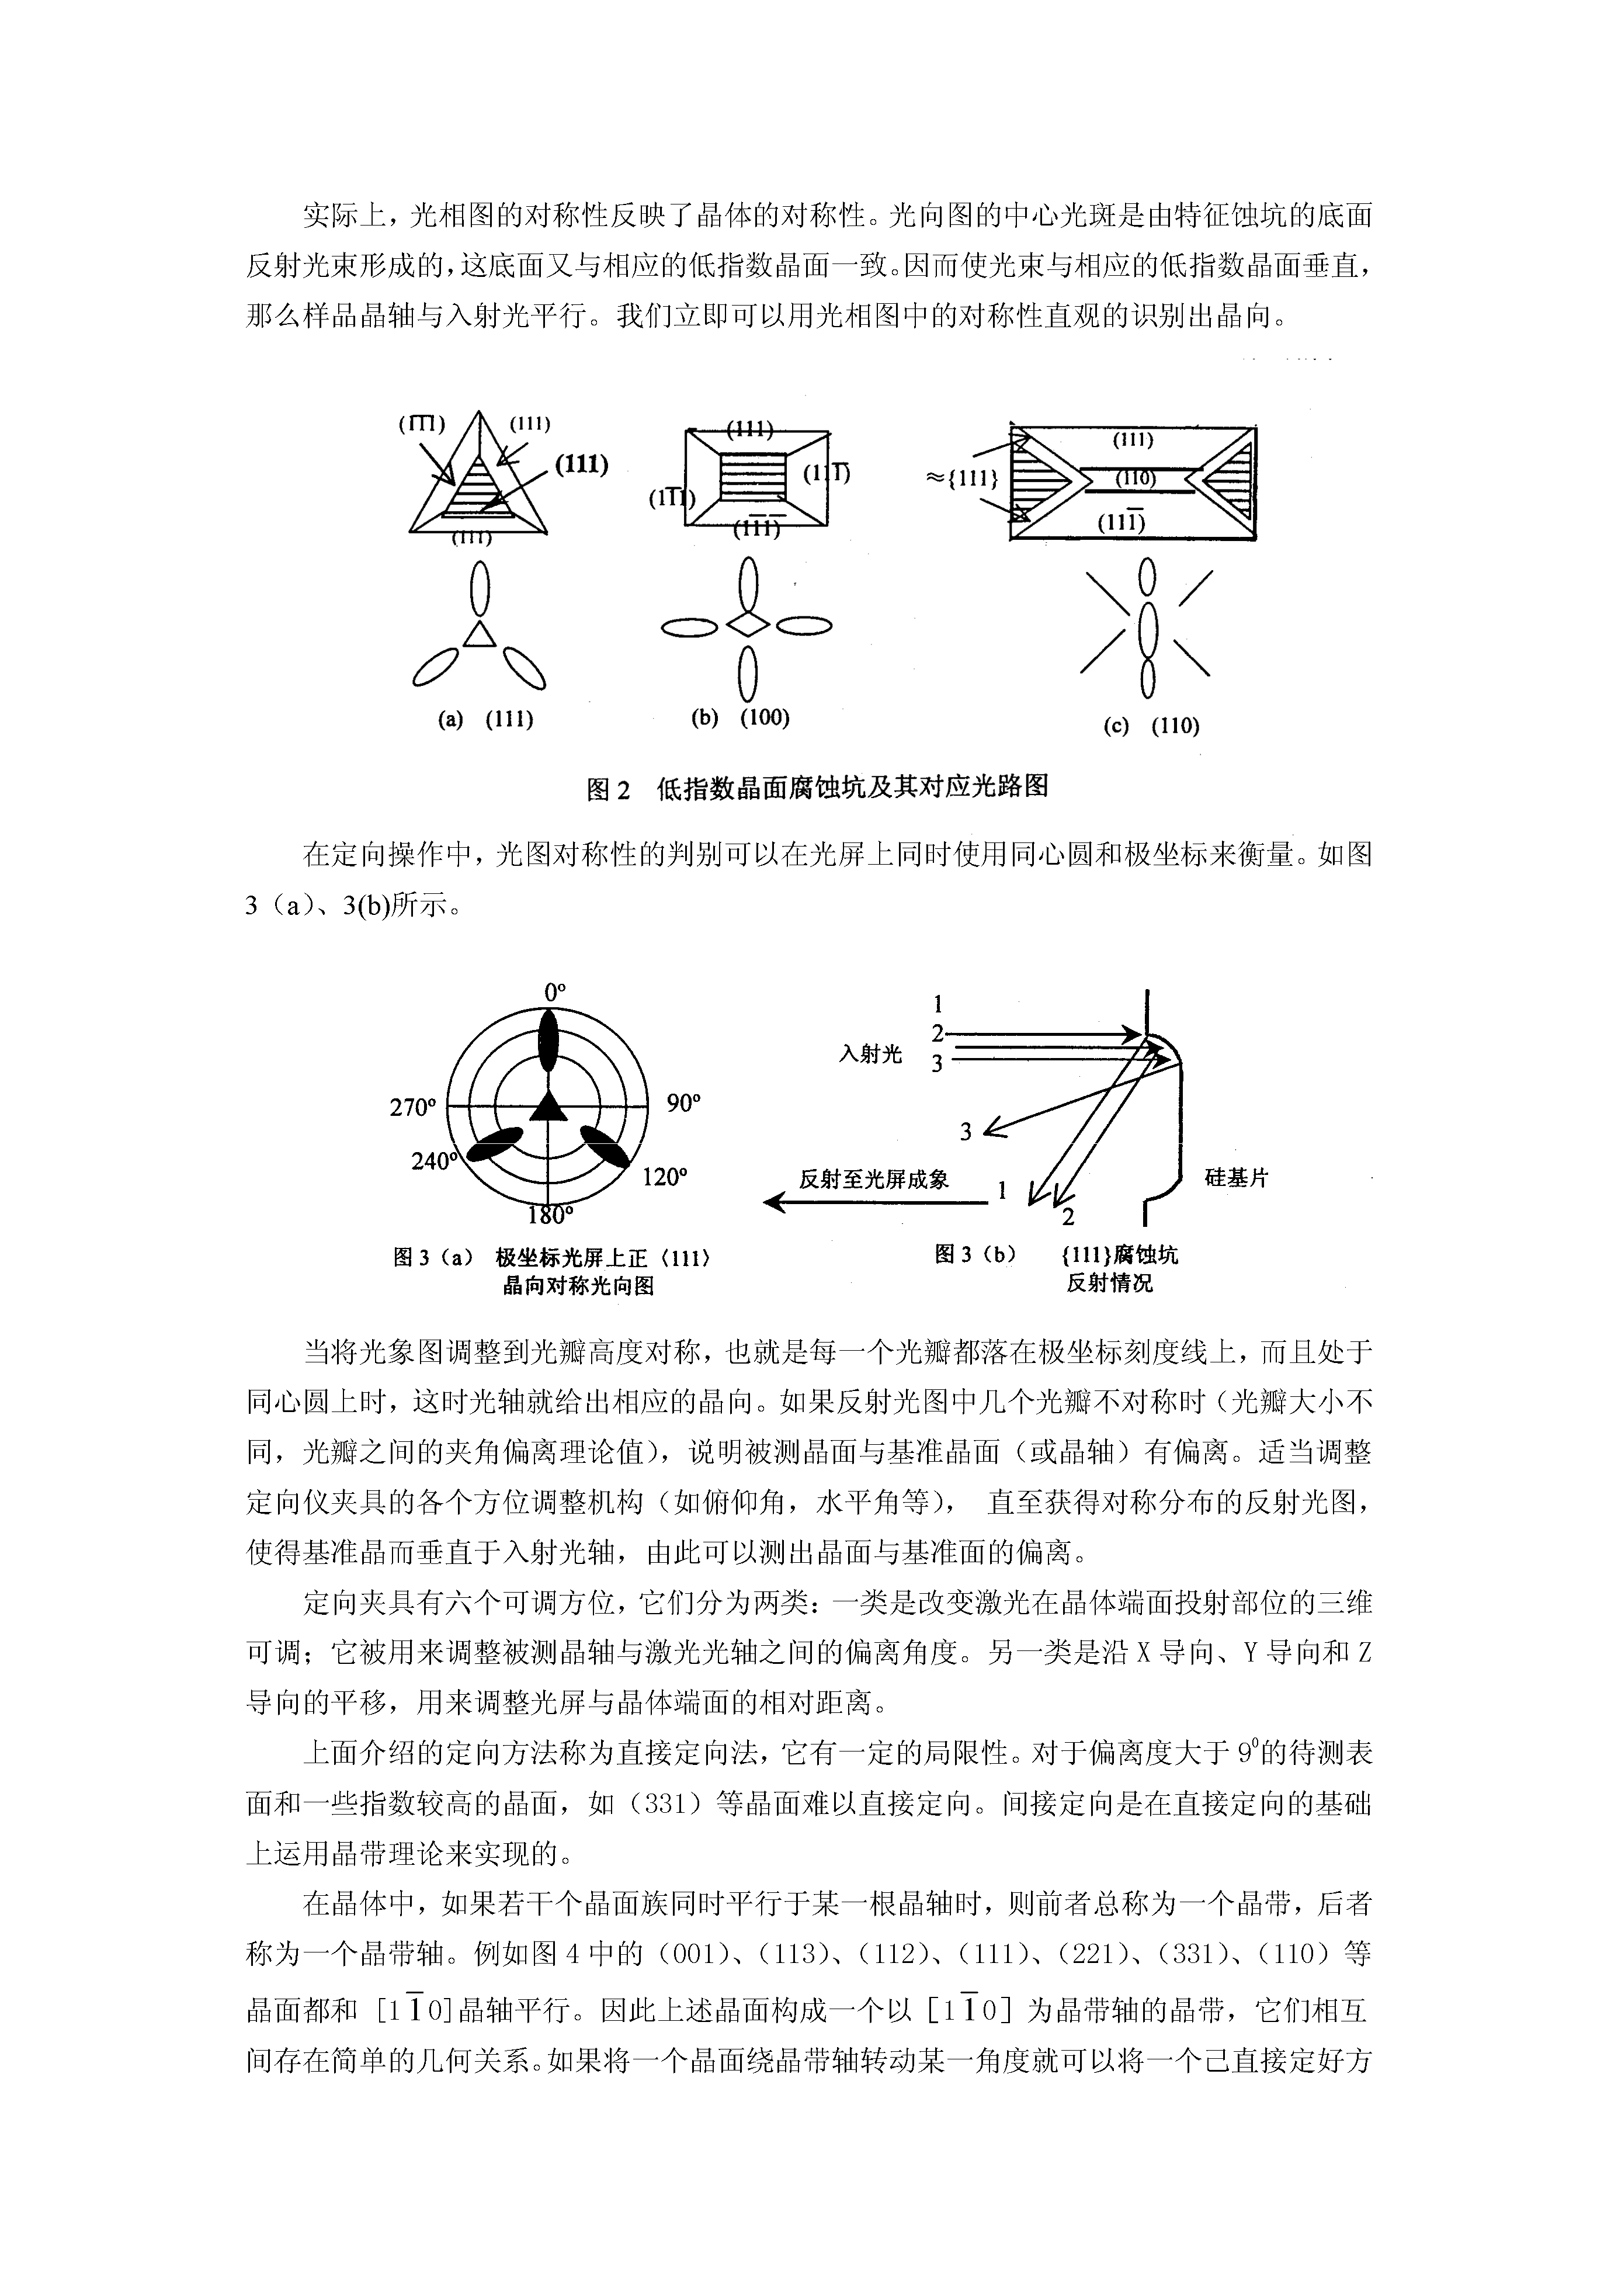 实际上，光相图的对称性反映了晶体的对称性。光向图的中心光斑是由特征蚀坑的底面
反射光束形成的，这底面又与相应的低指数晶面一致。因而使光束与相应的低指数晶面垂直，
那么样品晶轴与入射光平行。我们立即可以用光相图中的对称性直观的识别出晶向。
(1̅1̅1) (111)
(111)
(111)
(111)
(11̅1) (11̅1̅)
(1̅1̅1)
≈{111}
(111)
(110)
(111̅)
(a) (111)
(b) (100)
(c) (110)
图 2 低指数晶面腐蚀坑及其对应光路图
在定向操作中，光图对称性的判别可以在光屏上同时使用同心圆和极坐标来衡量。如图
3（a）、3(b)所示。
0°
270°
90°
240°
120°
180°
1
2
入射光
3
3
反射至光屏成象
1
2
硅基片
图 3（a） 极坐标光屏上正〈111〉
晶向对称光向图
图 3（b） {111}腐蚀坑
反射情况
当将光象图调整到光瓣高度对称，也就是每一个光瓣都落在极坐标刻度线上，而且处于
同心圆上时，这时光轴就给出相应的晶向。如果反射光图中几个光瓣不对称时（光瓣大小不
同，光瓣之间的夹角偏离理论值），说明被测晶面与基准晶面（或晶轴）有偏离。适当调整
定向仪夹具的各个方位调整机构（如俯仰角，水平角等）， 直至获得对称分布的反射光图，
使得基准晶而垂直于入射光轴，由此可以测出晶面与基准面的偏离。
定向夹具有六个可调方位，它们分为两类：一类是改变激光在晶体端面投射部位的三维
可调；它被用来调整被测晶轴与激光光轴之间的偏离角度。另一类是沿 X 导向、Y 导向和 Z
导向的平移，用来调整光屏与晶体端面的相对距离。
上面介绍的定向方法称为直接定向法，它有一定的局限性。对于偏离度大于 9⁰的待测表
面和一些指数较高的晶面，如（331）等晶面难以直接定向。间接定向是在直接定向的基础
上运用晶带理论来实现的。
在晶体中，如果若干个晶面族同时平行于某一根晶轴时，则前者总称为一个晶带，后者
称为一个晶带轴。例如图 4 中的（001）、（113）、（112）、（111）、（221）、（331）、（110）等
晶面都和 [11̅0]晶轴平行。因此上述晶面构成一个以 [11̅0] 为晶带轴的晶带，它们相互
间存在简单的几何关系。如果将一个晶面绕晶带轴转动某一角度就可以将一个己直接定好方